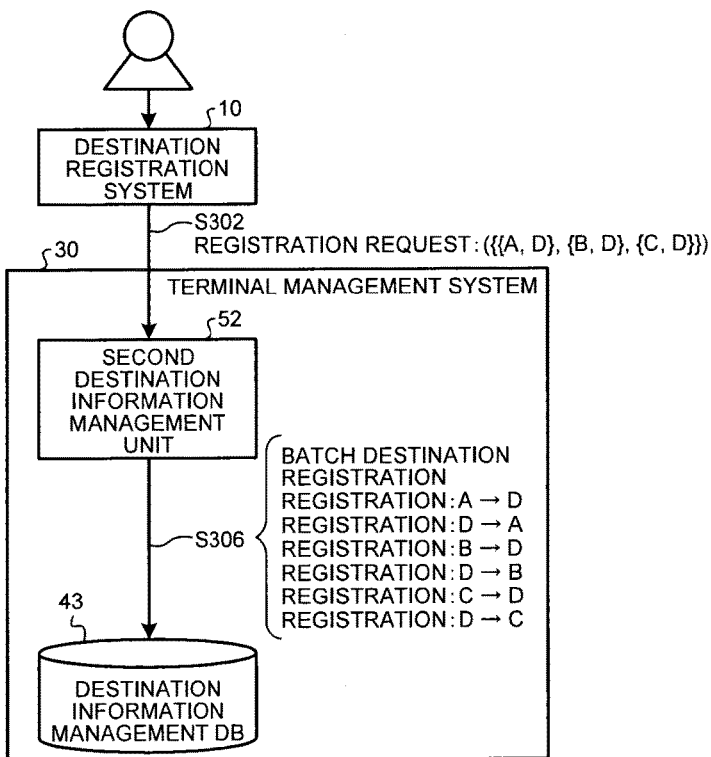 10
DESTINATION
REGISTRATION
SYSTEM
S302
REGISTRATION REQUEST: ({{A, D}, {B, D}, {C, D}})
30
TERMINAL MANAGEMENT SYSTEM
52
SECOND
DESTINATION
INFORMATION
MANAGEMENT
UNIT
S306
BATCH DESTINATION
REGISTRATION
REGISTRATION: A → D
REGISTRATION: D → A
REGISTRATION: B → D
REGISTRATION: D → B
REGISTRATION: C → D
REGISTRATION: D → C
43
DESTINATION
INFORMATION
MANAGEMENT DB